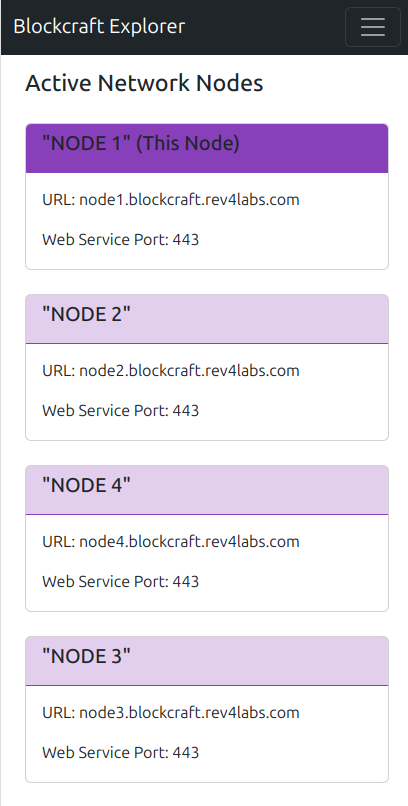 Blockcraft Explorer
Active Network Nodes
"NODE 1" (This Node)
URL: node1.blockcraft.rev4labs.com
Web Service Port: 443
"NODE 2"
URL: node2.blockcraft.rev4labs.com
Web Service Port: 443
"NODE 4"
URL: node4.blockcraft.rev4labs.com
Web Service Port: 443
"NODE 3"
URL: node3.blockcraft.rev4labs.com
Web Service Port: 443